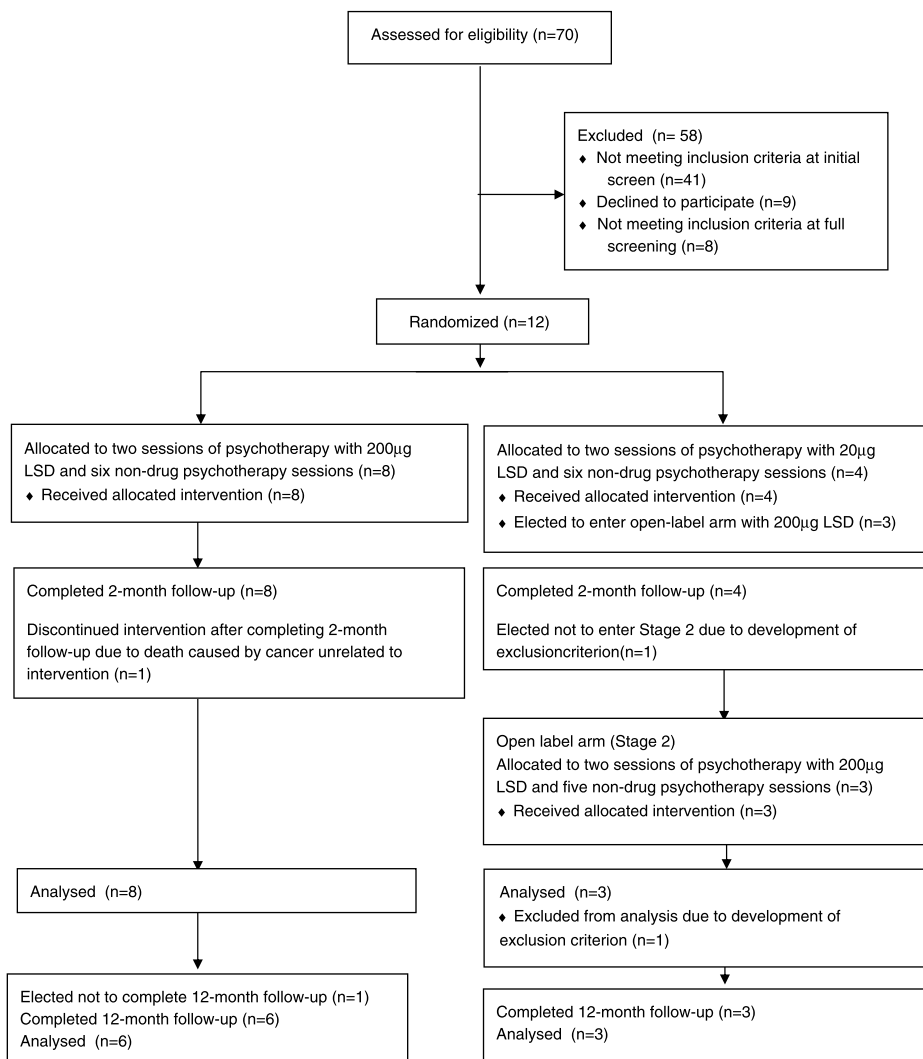 Assessed for eligibility (n=70)
Excluded (n= 58)
♦ Not meeting inclusion criteria at initial
screen (n=41)
♦ Declined to participate (n=9)
♦ Not meeting inclusion criteria at full
screening (n=8)
Randomized (n=12)
Allocated to two sessions of psychotherapy with 200µg
LSD and six non-drug psychotherapy sessions (n=8)
♦ Received allocated intervention (n=8)
Allocated to two sessions of psychotherapy with 20µg
LSD and six non-drug psychotherapy sessions (n=4)
♦ Received allocated intervention (n=4)
♦ Elected to enter open-label arm with 200µg LSD (n=3)
Completed 2-month follow-up (n=8)
Discontinued intervention after completing 2-month
follow-up due to death caused by cancer unrelated to
intervention (n=1)
Completed 2-month follow-up (n=4)
Elected not to enter Stage 2 due to development of
exclusioncriterion(n=1)
Open label arm (Stage 2)
Allocated to two sessions of psychotherapy with 200µg
LSD and five non-drug psychotherapy sessions (n=3)
♦ Received allocated intervention (n=3)
Analysed (n=8)
Analysed (n=3)
♦ Excluded from analysis due to development of
exclusion criterion (n=1)
Elected not to complete 12-month follow-up (n=1)
Completed 12-month follow-up (n=6)
Analysed (n=6)
Completed 12-month follow-up (n=3)
Analysed (n=3)